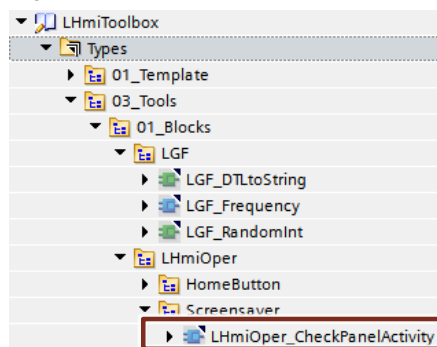 LHmiToolbox
Types
01_Template
03_Tools
01_Blocks
LGF
LGF_DTLtoString
LGF_Frequency
LGF_RandomInt
LHmiOper
HomeButton
Screensaver
LHmiOper_CheckPanelActivity